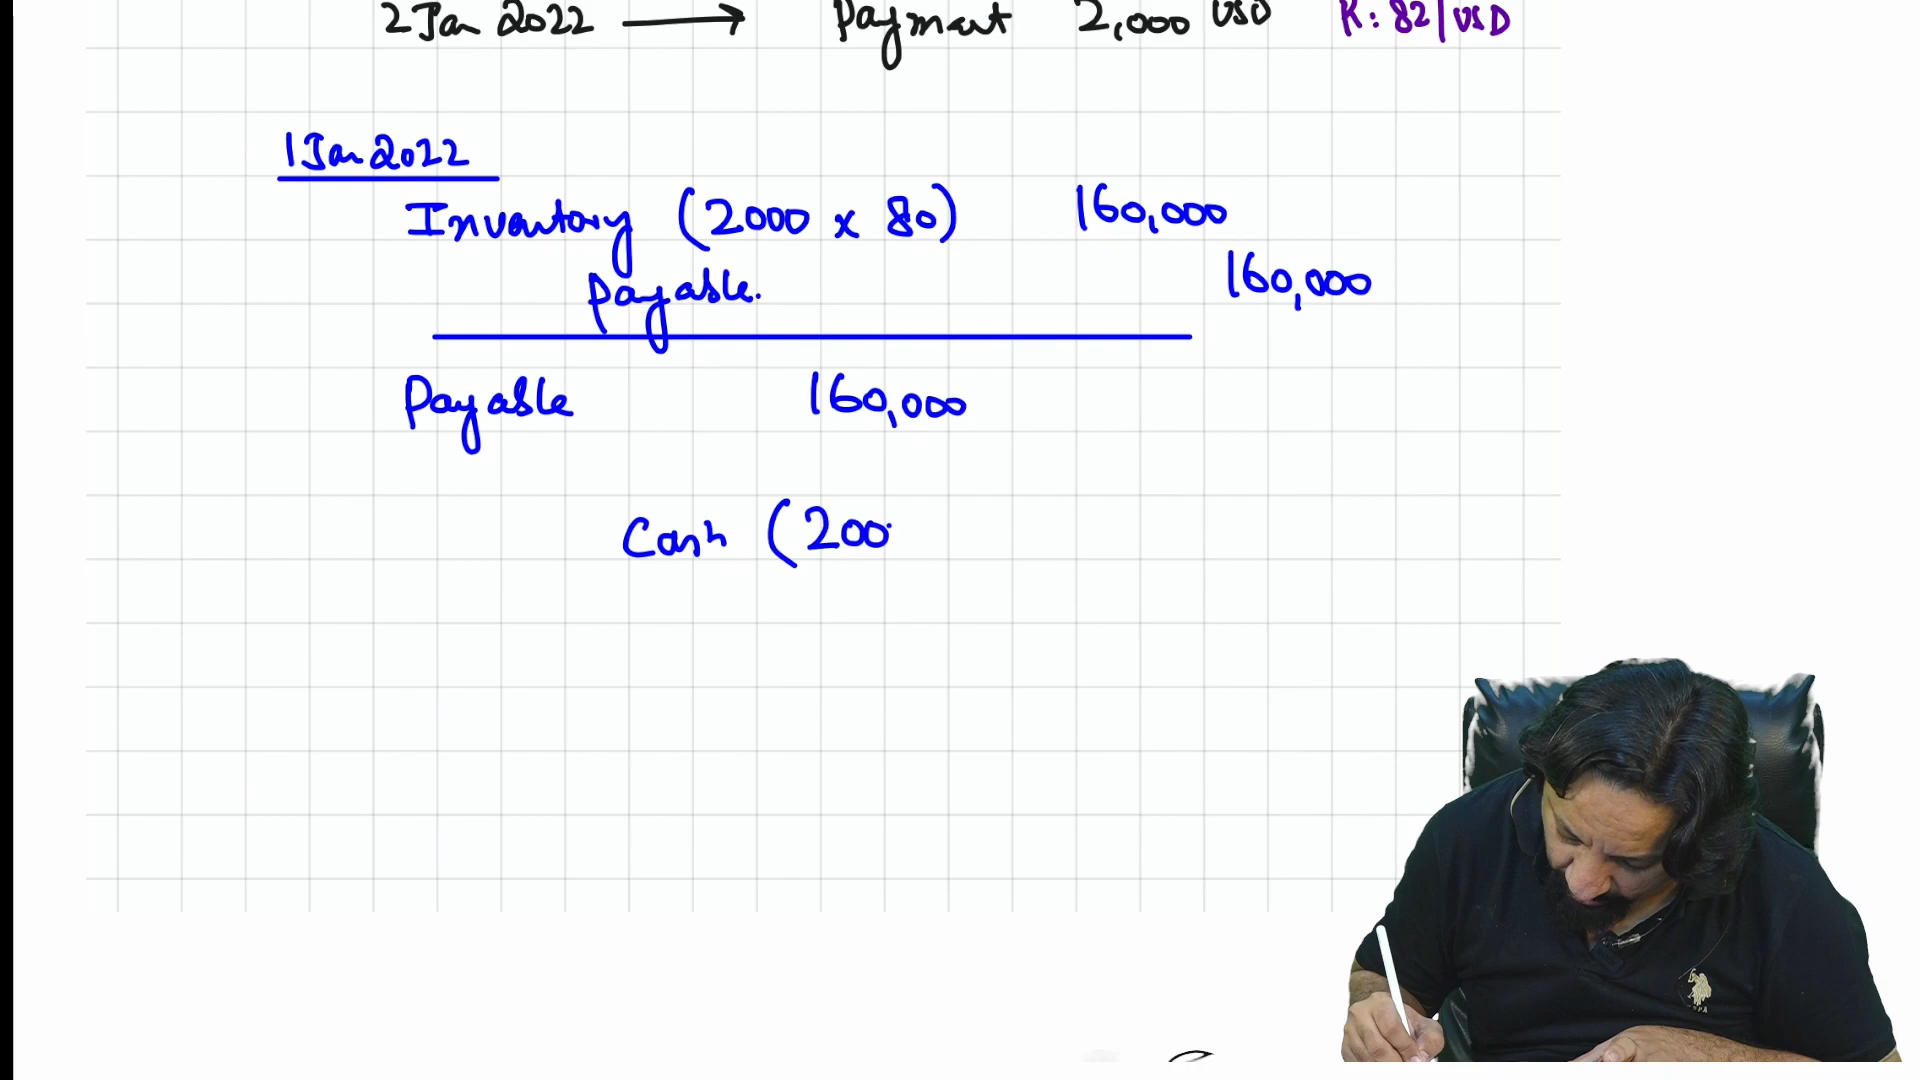 2 Jan 2022 → Payment 2,000 USD R: 82/USD
1 Jan 2022
Inventory (2000 x 80) 160,000
Payable. 160,000
Payable 160,000
Cash (200